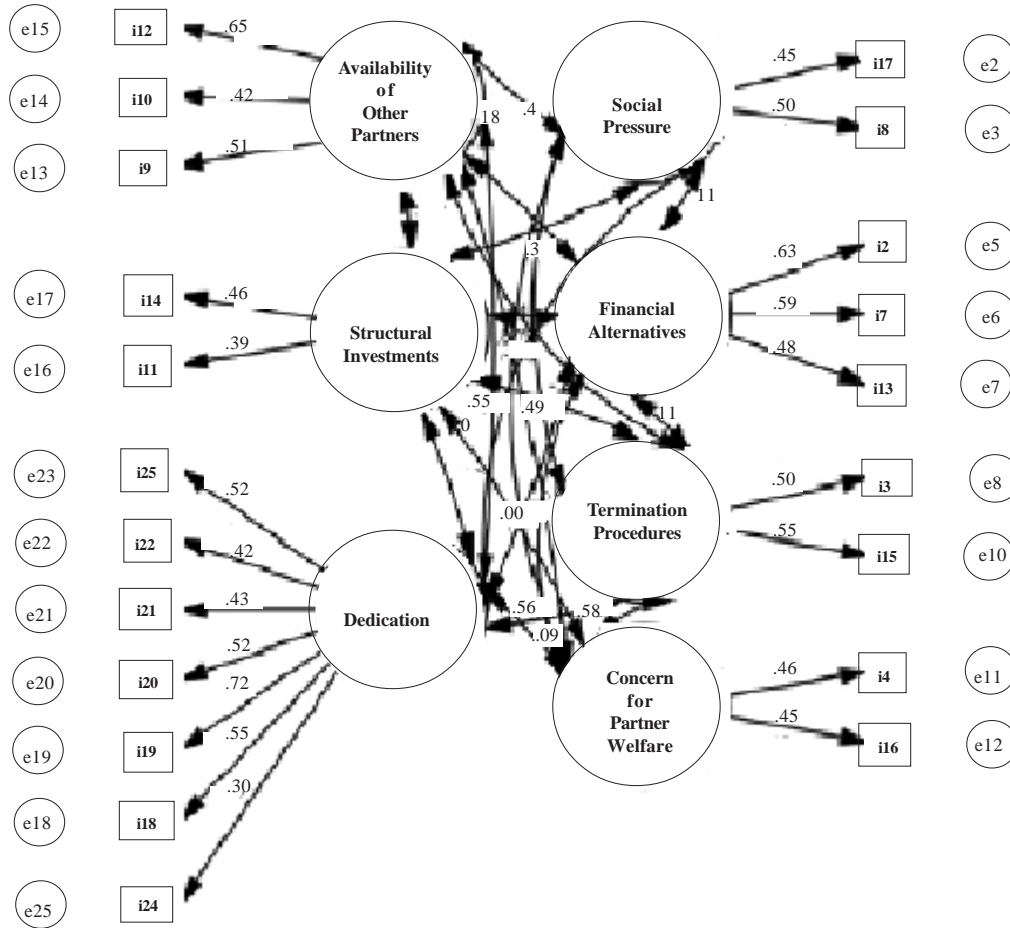 e15
i12
.65
e14
i10
.42
e13
i9
.51
Availability
of
Other
Partners
.18
.4
Social
Pressure
.45
i17
e2
.50
i8
e3
11
e17
i14
.46
e16
i11
.39
Structural
Investments
.3
Financial
Alternatives
.63
i2
e5
.59
i7
e6
.48
i13
e7
.55
.49
11
0
e23
i25
.52
e22
i22
.42
e21
i21
.43
e20
i20
.52
e19
i19
.72
e18
i18
.55
e25
i24
.30
Dedication
.00
Termination
Procedures
.50
i3
e8
.55
i15
e10
.56
.58
.09
Concern
for
Partner
Welfare
.46
i4
e11
.45
i16
e12